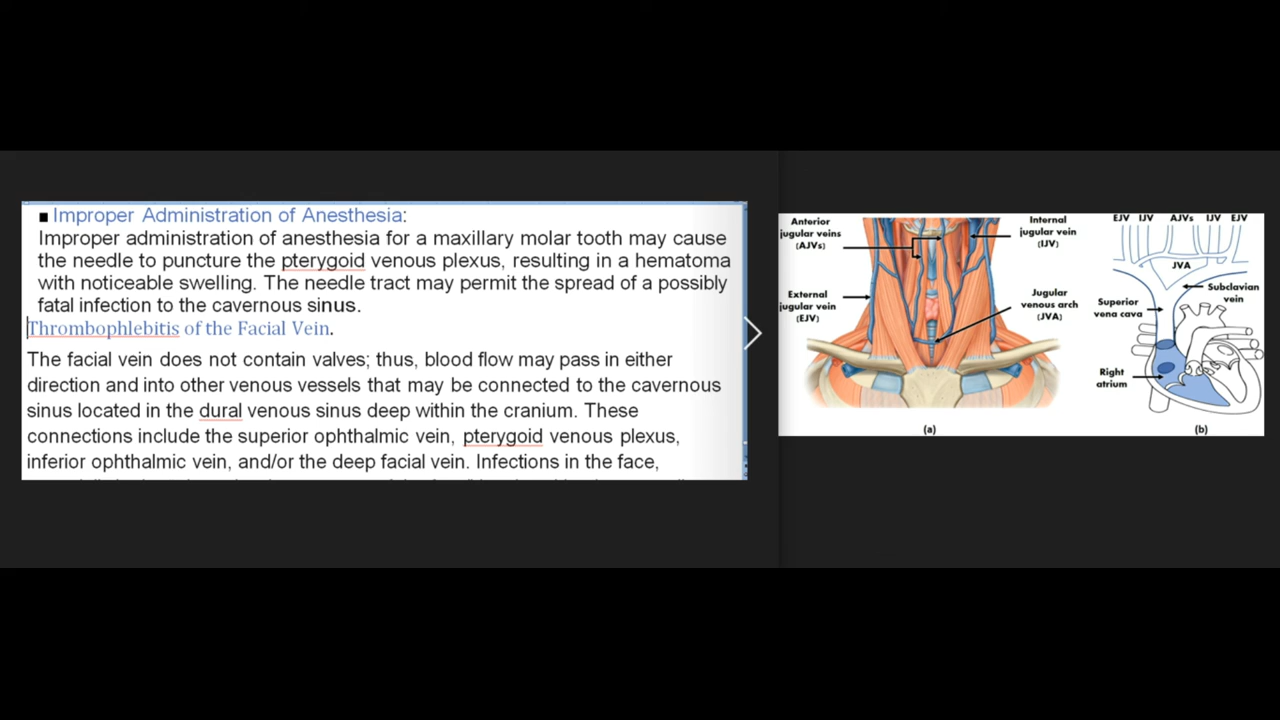 ■ Improper Administration of Anesthesia:
Improper administration of anesthesia for a maxillary molar tooth may cause
the needle to puncture the pterygoid venous plexus, resulting in a hematoma
with noticeable swelling. The needle tract may permit the spread of a possibly
fatal infection to the cavernous sinus.
Thrombophlebitis of the Facial Vein.
The facial vein does not contain valves; thus, blood flow may pass in either
direction and into other venous vessels that may be connected to the cavernous
sinus located in the dural venous sinus deep within the cranium. These
connections include the superior ophthalmic vein, pterygoid venous plexus,
inferior ophthalmic vein, and/or the deep facial vein. Infections in the face,
Anterior
jugular veins
(AJVs)
External
jugular vein
(EJV)
Internal
jugular vein
(IJV)
Jugular
venous arch
(JVA)
(a)
EJV IJV AJVs IJV EJV
JVA
Subclavian
vein
Superior
vena cava
Right
atrium
(b)